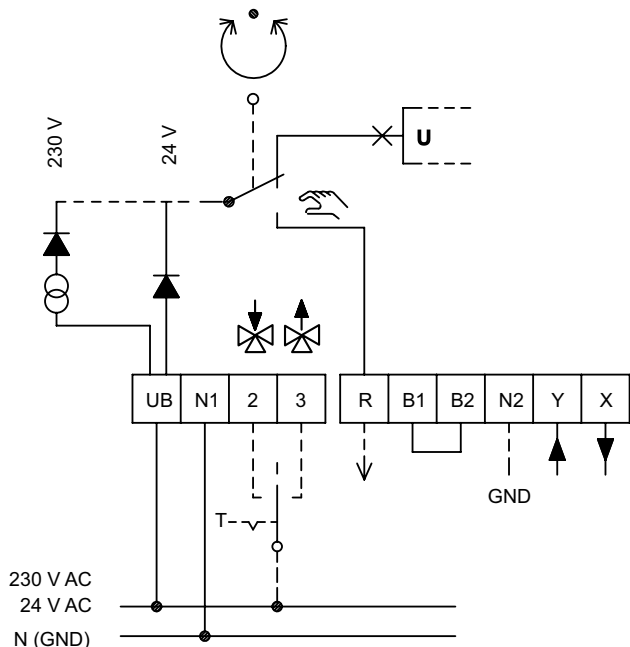 230 V
24 V
U
UB N1 2 3 R B1 B2 N2 Y X
GND
T
230 V AC
24 V AC
N (GND)